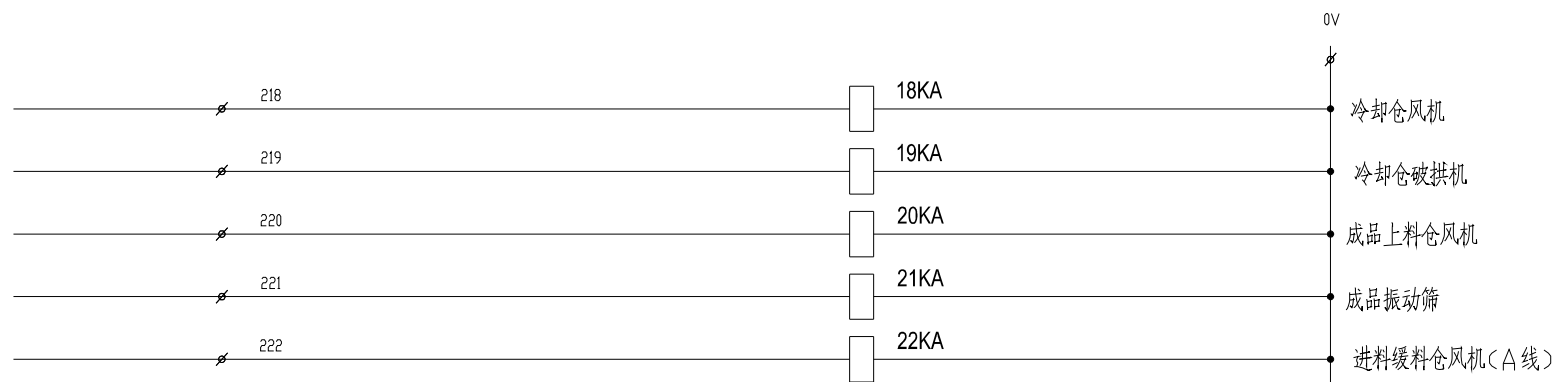 0V
218 18KA 冷却仓风机
219 19KA 冷却仓破拱机
220 20KA 成品上料仓风机
221 21KA 成品振动筛
222 22KA 进料缓料仓风机(A线)